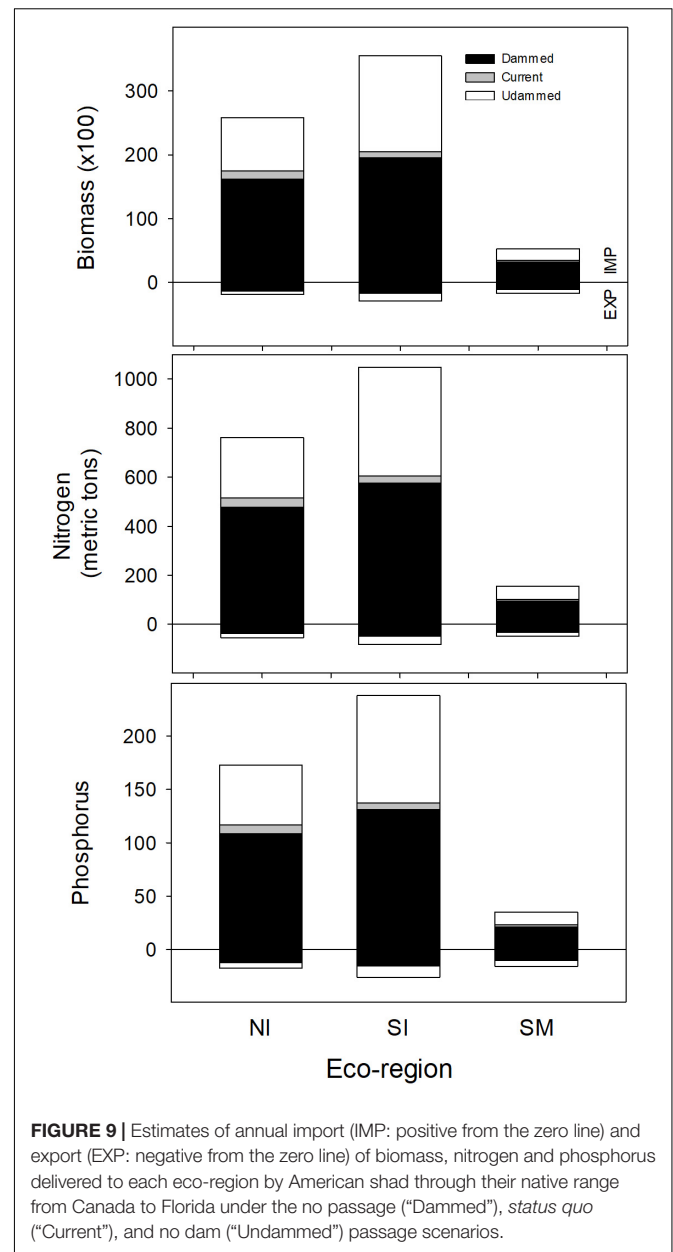 Dammed
Current
Udammed
Biomass (x100)
300
200
100
0
IMP
EXP
Nitrogen
(metric tons)
1000
800
600
400
200
0
Phosphorus
200
150
100
50
0
NI SI SM
Eco-region
FIGURE 9 | Estimates of annual import (IMP: positive from the zero line) and
export (EXP: negative from the zero line) of biomass, nitrogen and phosphorus
delivered to each eco-region by American shad through their native range
from Canada to Florida under the no passage (“Dammed”), status quo
(“Current”), and no dam (“Undammed”) passage scenarios.